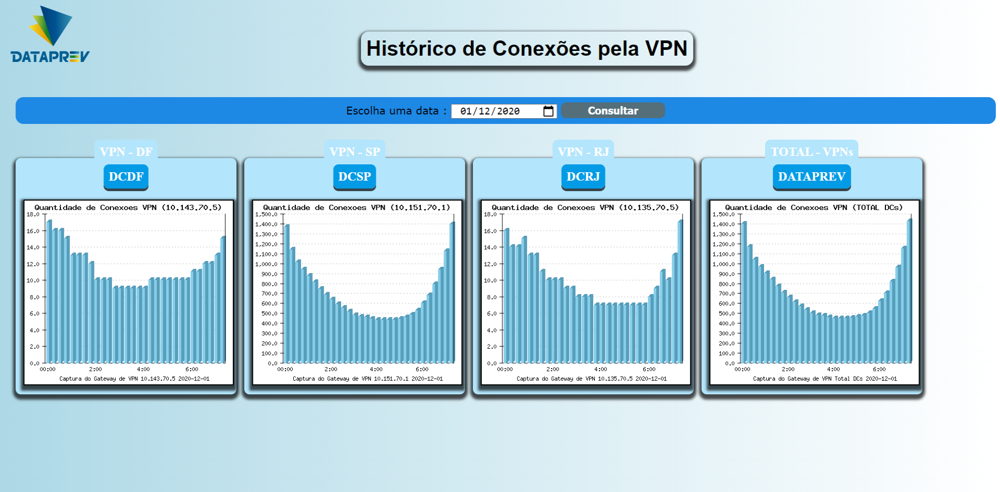 DATAPREV
Histórico de Conexões pela VPN
Escolha uma data : 01/12/2020 Consultar
VPN - DF
DCDF
Quantidade de Conexoes VPN (10.143.70.5)
18.0
16.0
14.0
12.0
10.0
8.0
6.0
4.0
2.0
0.0
00:00 2:00 4:00 6:00
Captura do Gateway de VPN 10.143.70.5 2020-12-01
VPN - SP
DCSP
Quantidade de Conexoes VPN (10.151.70.1)
1,500.0
1,400.0
1,300.0
1,200.0
1,100.0
1,000.0
900.0
800.0
700.0
600.0
500.0
400.0
300.0
200.0
100.0
0.0
00:00 2:00 4:00 6:00
Captura do Gateway de VPN 10.151.70.1 2020-12-01
VPN - RJ
DCRJ
Quantidade de Conexoes VPN (10.135.70.5)
18.0
16.0
14.0
12.0
10.0
8.0
6.0
4.0
2.0
0.0
00:00 2:00 4:00 6:00
Captura do Gateway de VPN 10.135.70.5 2020-12-01
TOTAL - VPNs
DATAPREV
Quantidade de Conexoes VPN (TOTAL DCs)
1,500.0
1,400.0
1,300.0
1,200.0
1,100.0
1,000.0
900.0
800.0
700.0
600.0
500.0
400.0
300.0
200.0
100.0
0.0
00:00 2:00 4:00 6:00
Captura do Gateway de VPN Total DCs 2020-12-01